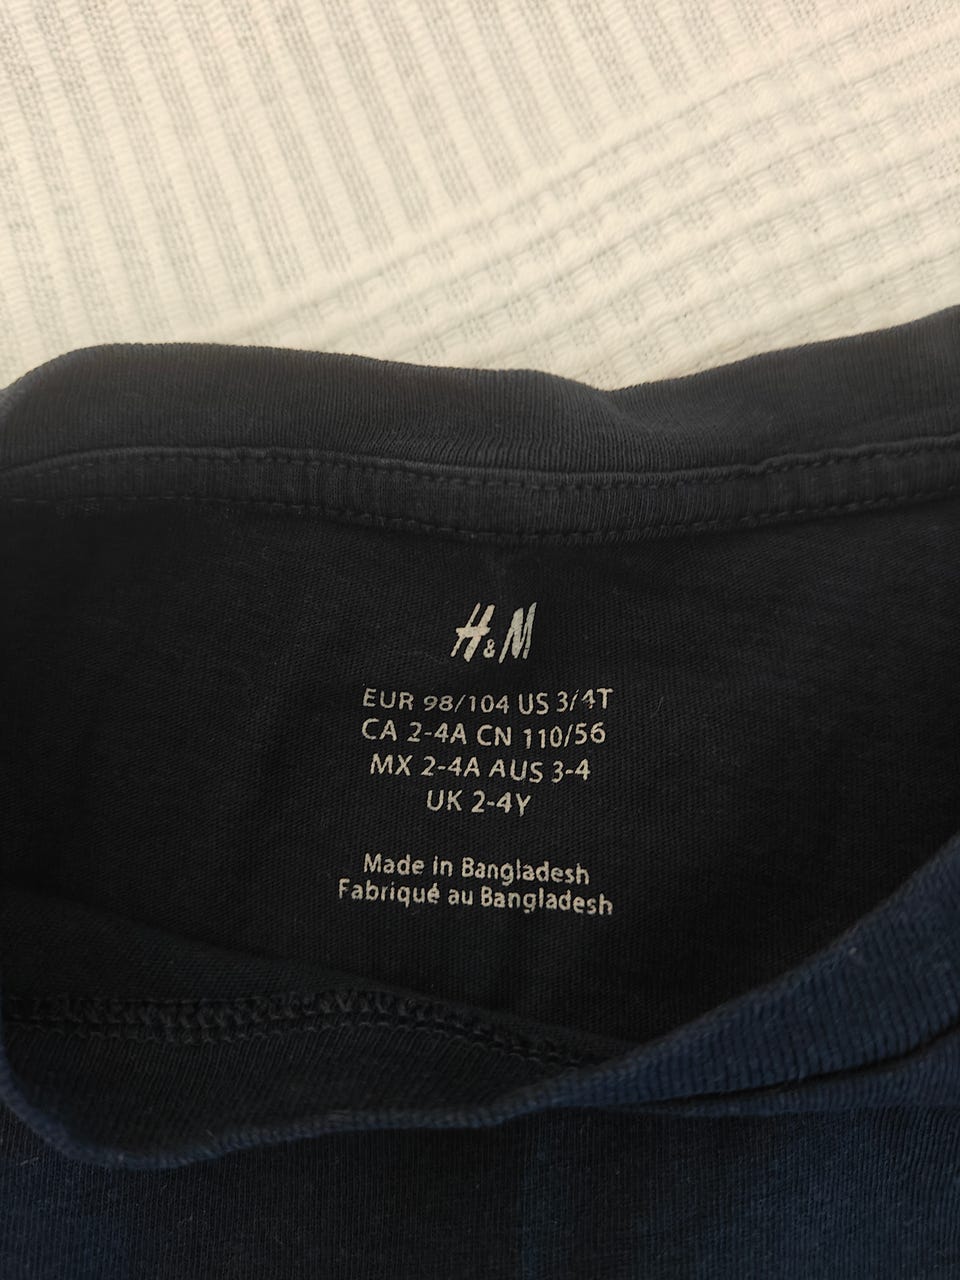 H&M
EUR 98/104 US 3/4T
CA 2-4A CN 110/56
MX 2-4A AUS 3-4
UK 2-4Y
Made in Bangladesh
Fabriqué au Bangladesh